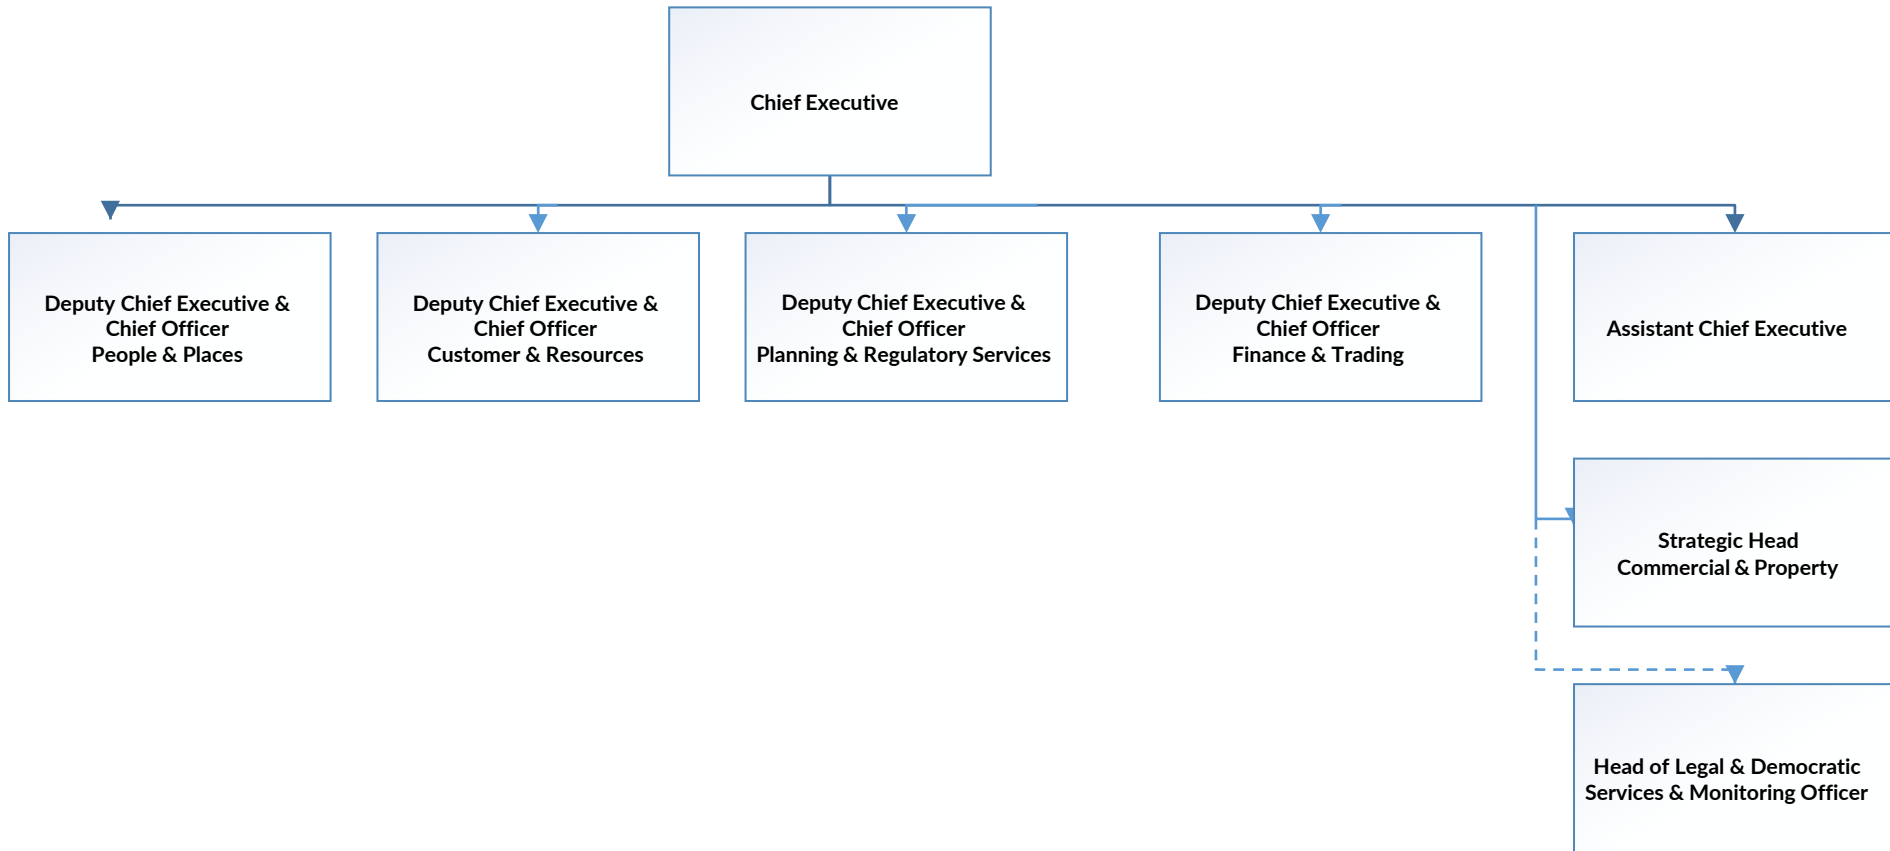 Chief Executive
Deputy Chief Executive &
Chief Officer
People & Places
Deputy Chief Executive &
Chief Officer
Customer & Resources
Deputy Chief Executive &
Chief Officer
Planning & Regulatory Services
Deputy Chief Executive &
Chief Officer
Finance & Trading
Assistant Chief Executive
Strategic Head
Commercial & Property
Head of Legal & Democratic
Services & Monitoring Officer